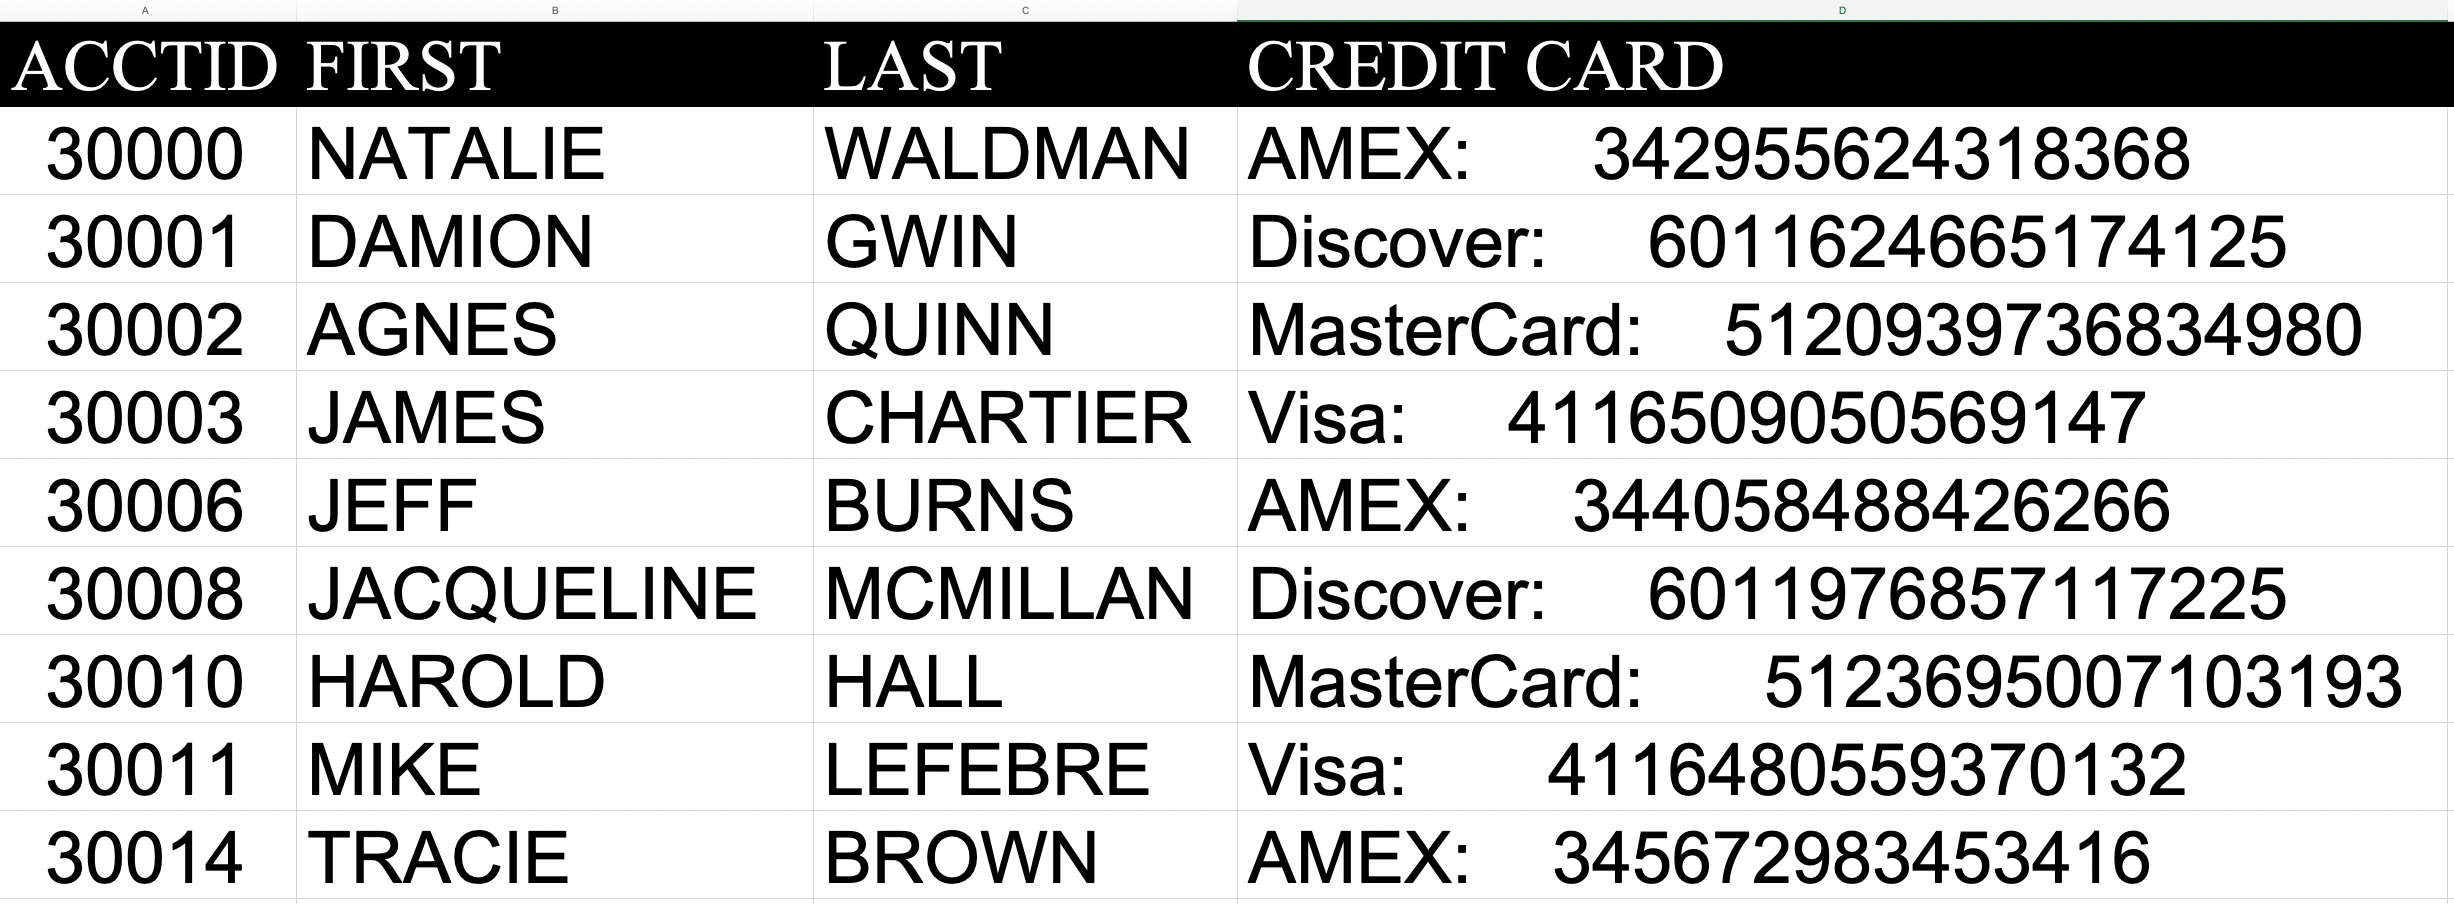 A B C D
ACCTID FIRST LAST CREDIT CARD
30000 NATALIE WALDMAN AMEX: 342955624318368
30001 DAMION GWIN Discover: 6011624665174125
30002 AGNES QUINN MasterCard: 5120939736834980
30003 JAMES CHARTIER Visa: 4116509050569147
30006 JEFF BURNS AMEX: 344058488426266
30008 JACQUELINE MCMILLAN Discover: 6011976857117225
30010 HAROLD HALL MasterCard: 5123695007103193
30011 MIKE LEFEBRE Visa: 4116480559370132
30014 TRACIE BROWN AMEX: 345672983453416